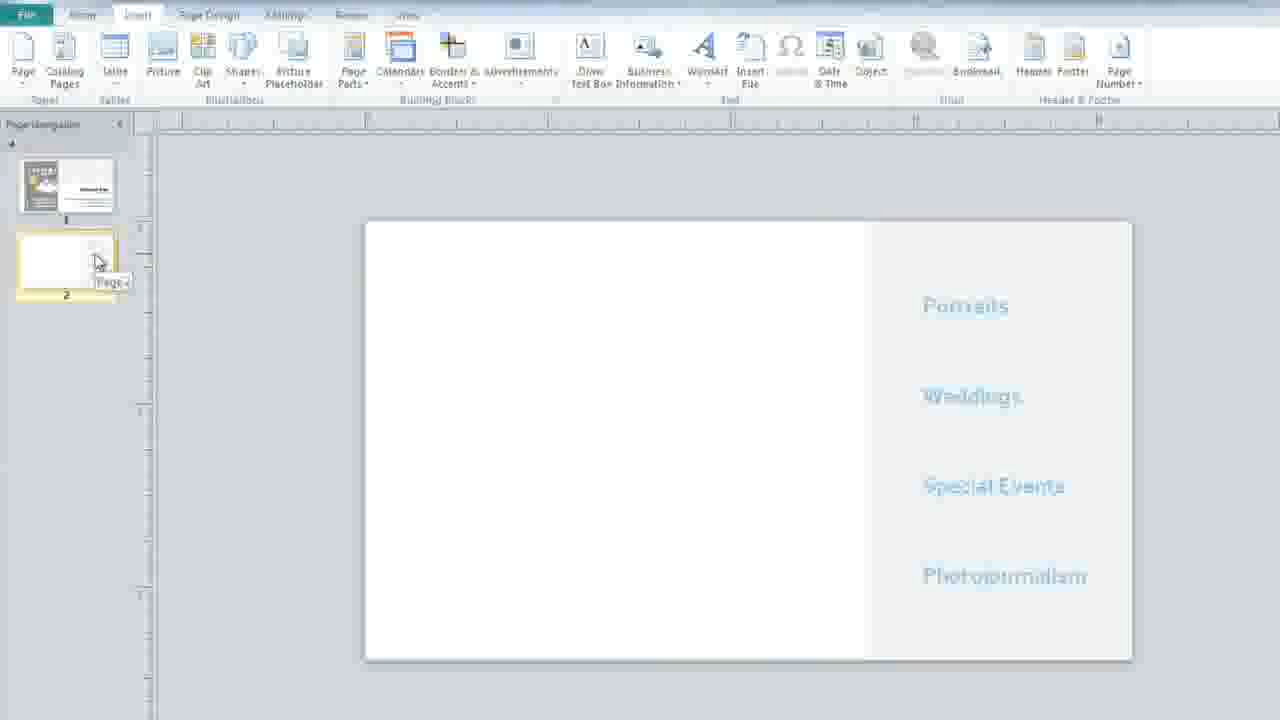 File Home Insert Page Design Mailings Review View
Page Catalog Pages Table Picture Clip Art Shapes Picture Placeholder Page Parts Calendars Borders & Accents Advertisements Draw Text Box Business Information WordArt Insert File Symbol Date & Time Object Hyperlink Bookmark Header Footer Page Number
Pages Tables Illustrations Building Blocks Text Links Header & Footer
Page Navigation
1
Page
2
Portraits
Weddings
Special Events
Photojournalism